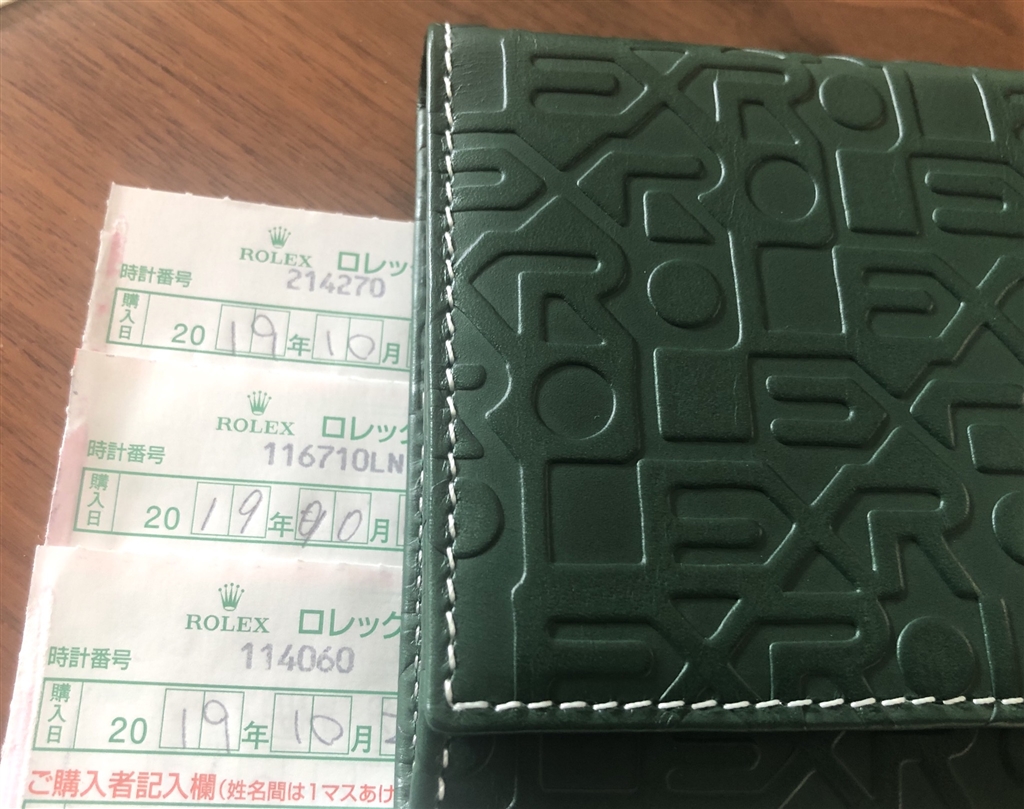 ROLEX ロレック
214270
時計番号
購入日 2019年10月
ROLEX ロレック
116710LN
時計番号
購入日 2019年10月
ROLEX ロレック
114060
時計番号
購入日 2019年10月
ご購入者記入欄(姓名間は1マスあけ